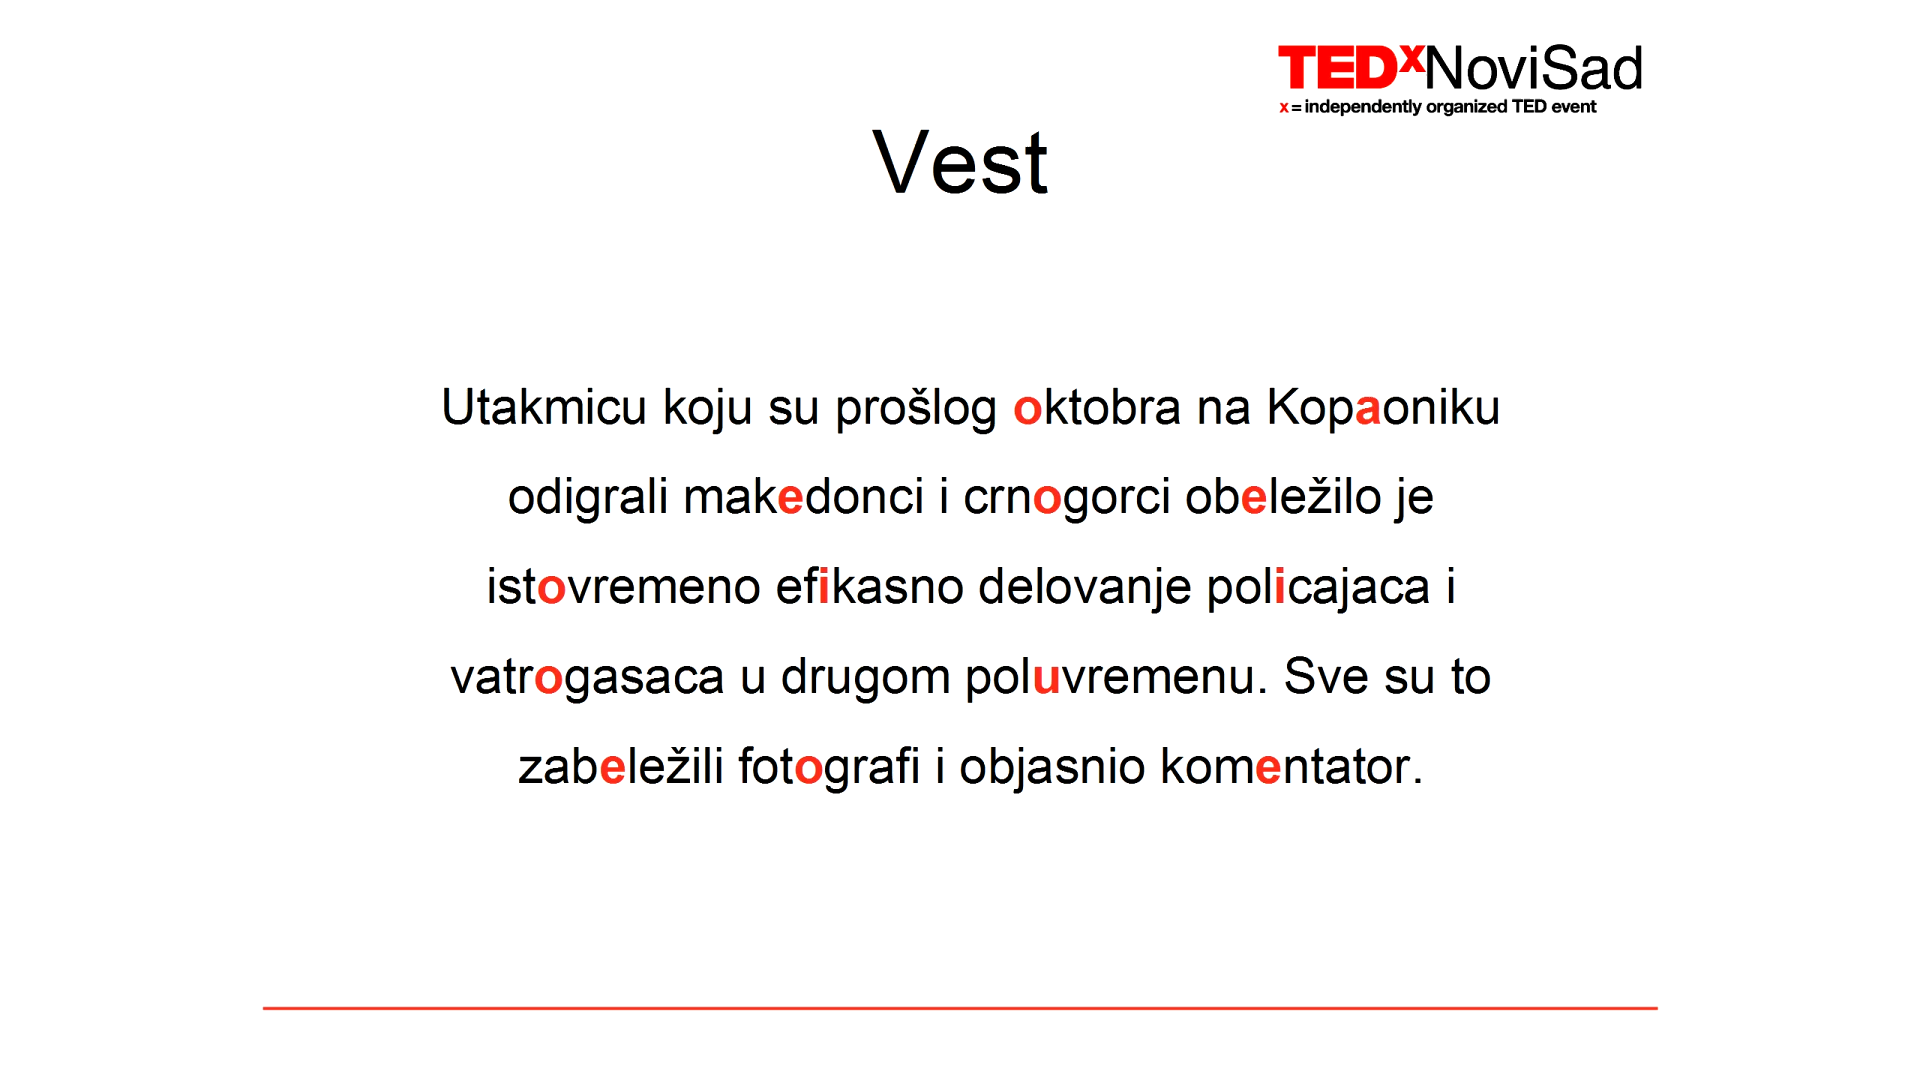 TEDxNoviSad
x = independently organized TED event
Vest
Utakmicu koju su prošlog oktobra na Kopaoniku
odigrali makedonci i crnogorci obeležilo je
istovremeno efikasno delovanje policajaca i
vatrogasaca u drugom poluvremenu. Sve su to
zabeležili fotografi i objasnio komentator.